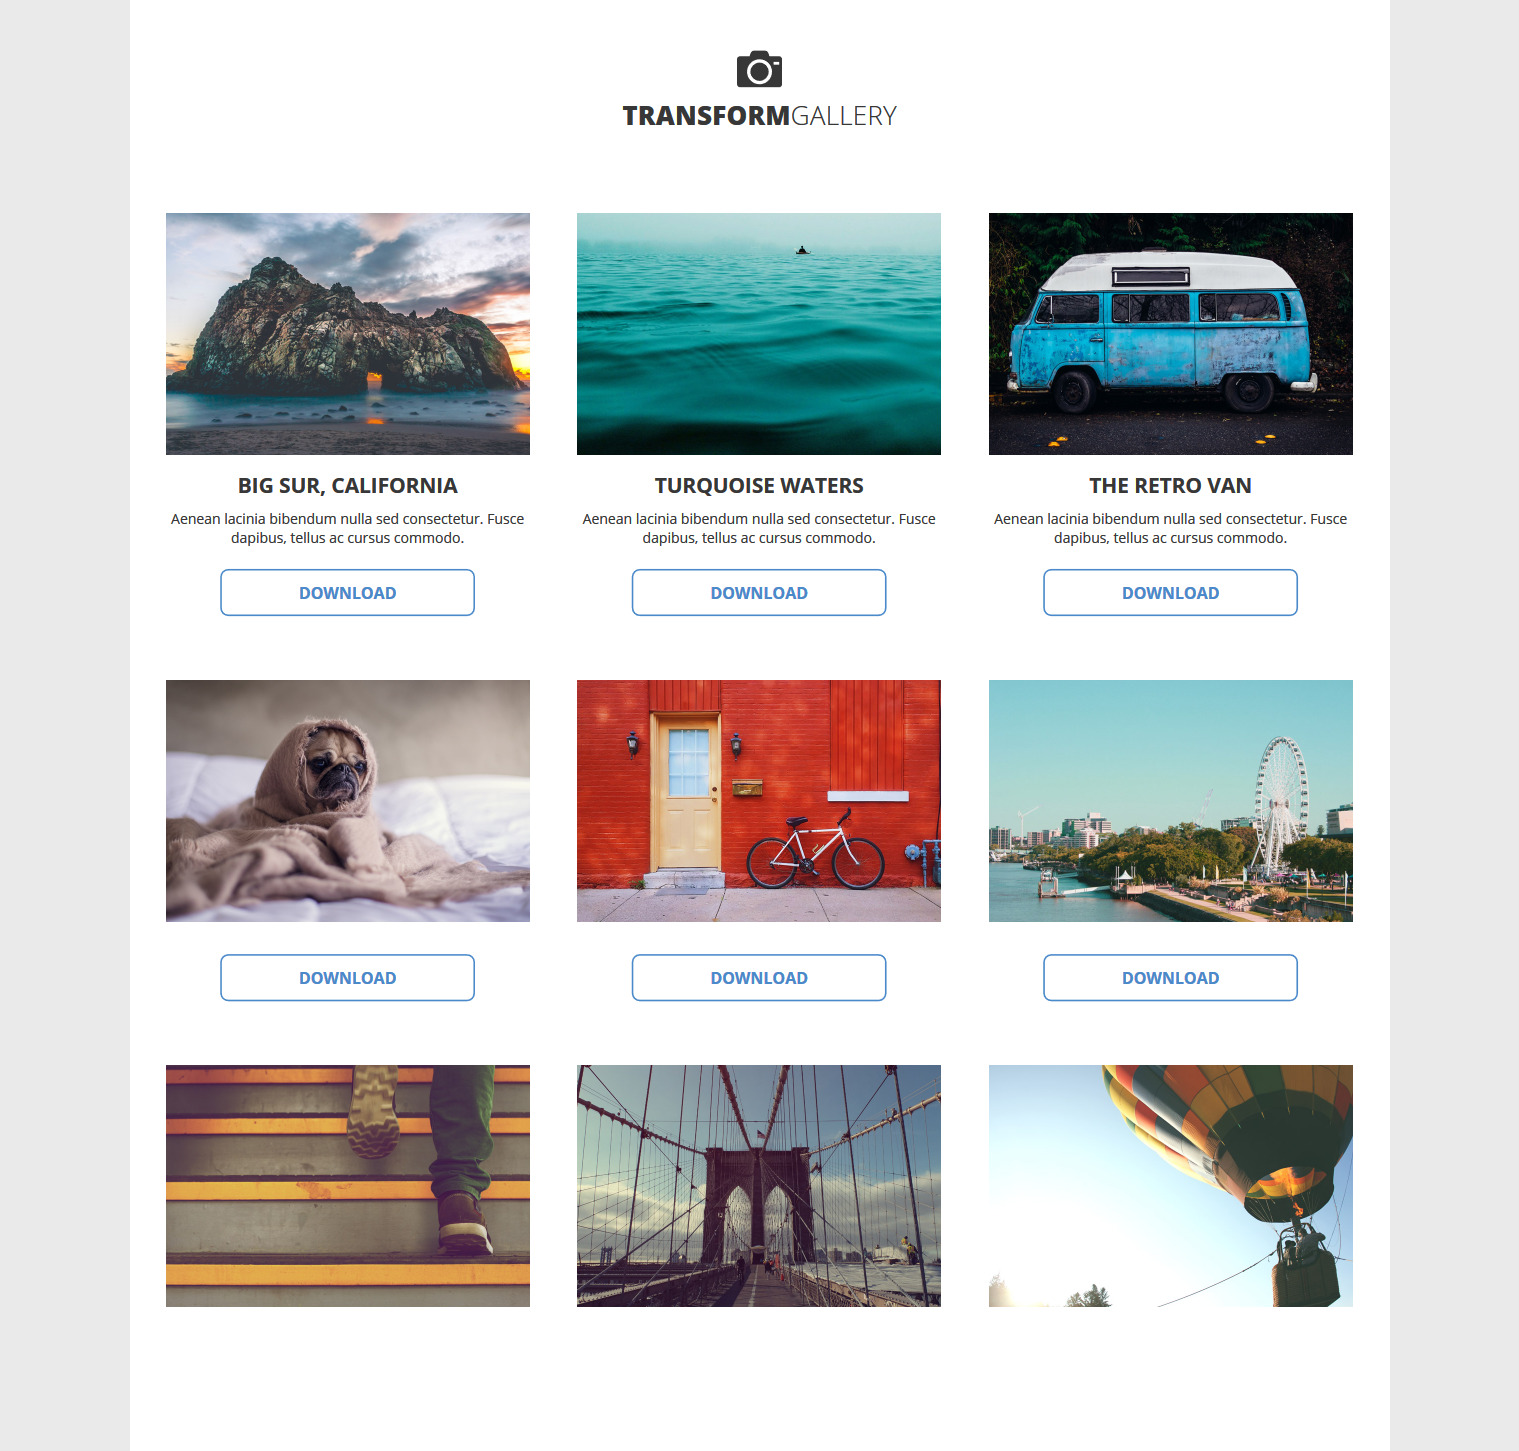 TRANSFORMGALLERY
BIG SUR, CALIFORNIA
Aenean lacinia bibendum nulla sed consectetur. Fusce
dapibus, tellus ac cursus commodo.
DOWNLOAD
TURQUOISE WATERS
Aenean lacinia bibendum nulla sed consectetur. Fusce
dapibus, tellus ac cursus commodo.
DOWNLOAD
THE RETRO VAN
Aenean lacinia bibendum nulla sed consectetur. Fusce
dapibus, tellus ac cursus commodo.
DOWNLOAD
DOWNLOAD
DOWNLOAD
DOWNLOAD